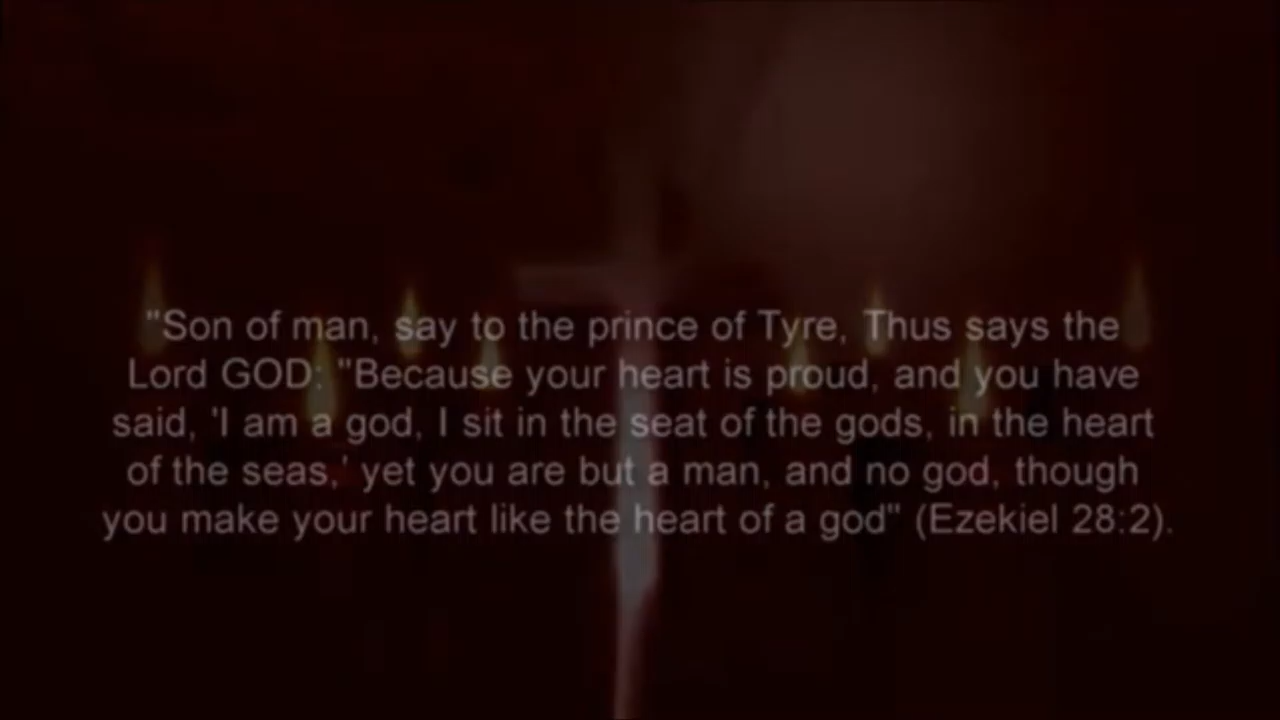 "Son of man, say to the prince of Tyre, Thus says the
Lord GOD: "Because your heart is proud, and you have
said, 'I am a god, I sit in the seat of the gods, in the heart
of the seas,' yet you are but a man, and no god, though
you make your heart like the heart of a god" (Ezekiel 28:2).